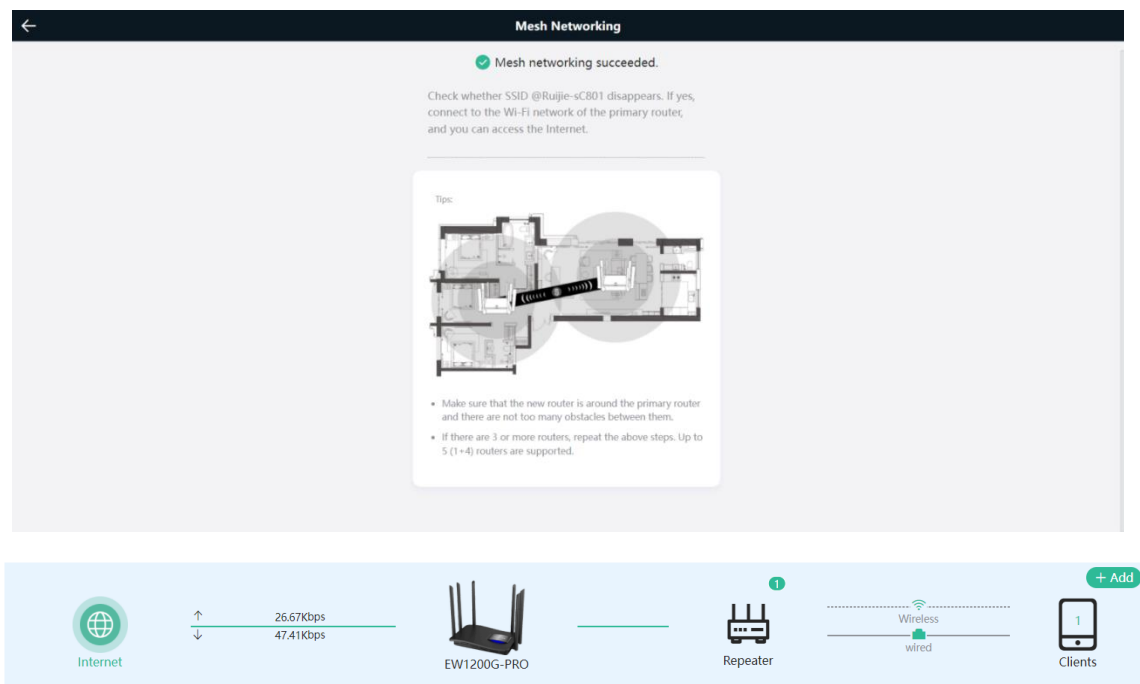 Mesh Networking
Mesh networking succeeded.
Check whether SSID @Ruijie-sC801 disappears. If yes,
connect to the Wi-Fi network of the primary router,
and you can access the Internet.
Tips:
• Make sure that the new router is around the primary router
and there are not too many obstacles between them.
• If there are 3 or more routers, repeat the above steps. Up to
5 (1+4) routers are supported.
+ Add
1
↑ 26.67Kbps
↓ 47.41Kbps
Wireless
1
wired
Internet
EW1200G-PRO
Repeater
Clients